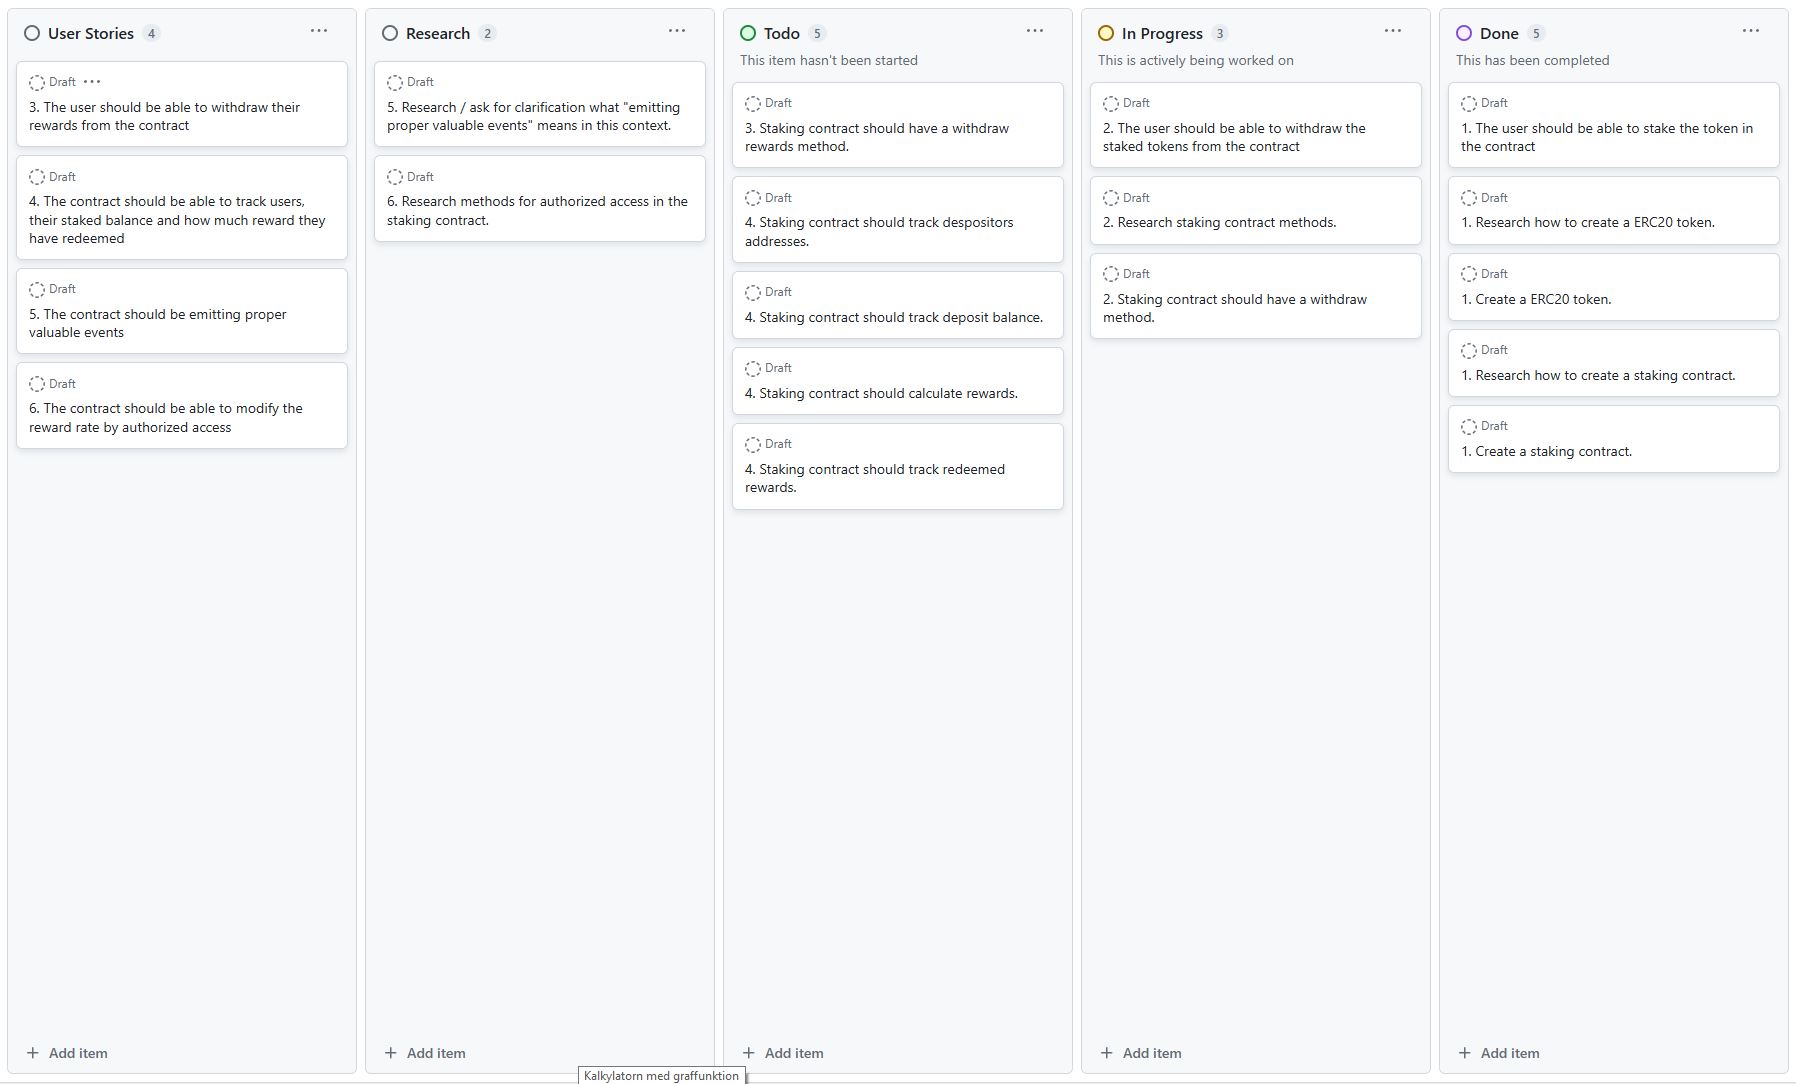 User Stories 4
Draft
3. The user should be able to withdraw their
rewards from the contract
Draft
4. The contract should be able to track users,
their staked balance and how much reward they
have redeemed
Draft
5. The contract should be emitting proper
valuable events
Draft
6. The contract should be able to modify the
reward rate by authorized access
Add item
Research 2
Draft
5. Research / ask for clarification what "emitting
proper valuable events" means in this context.
Draft
6. Research methods for authorized access in the
staking contract.
Add item
Todo 5
This item hasn't been started
Draft
3. Staking contract should have a withdraw
rewards method.
Draft
4. Staking contract should track despositors
addresses.
Draft
4. Staking contract should track deposit balance.
Draft
4. Staking contract should calculate rewards.
Draft
4. Staking contract should track redeemed
rewards.
Add item
In Progress 3
This is actively being worked on
Draft
2. The user should be able to withdraw the
staked tokens from the contract
Draft
2. Research staking contract methods.
Draft
2. Staking contract should have a withdraw
method.
Add item
Done 5
This has been completed
Draft
1. The user should be able to stake the token in
the contract
Draft
1. Research how to create a ERC20 token.
Draft
1. Create a ERC20 token.
Draft
1. Research how to create a staking contract.
Draft
1. Create a staking contract.
Add item
Kalkylatorn med graffunktion